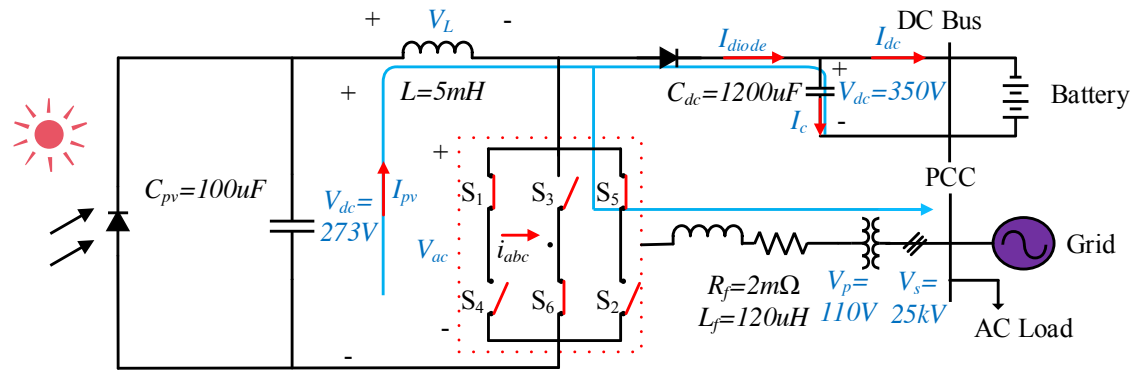 + V_L -
DC Bus
I_diode
I_dc
+
L=5mH
C_dc=1200uF
+
V_dc=350V
-
I_c
Battery
C_pv=100uF
V_dc=
273V
I_pv
+
V_ac
-
S_1
S_3
S_5
i_abc
S_4
S_6
S_2
PCC
Grid
R_f=2mΩ
L_f=120uH
V_p=
110V
V_s=
25kV
AC Load
-